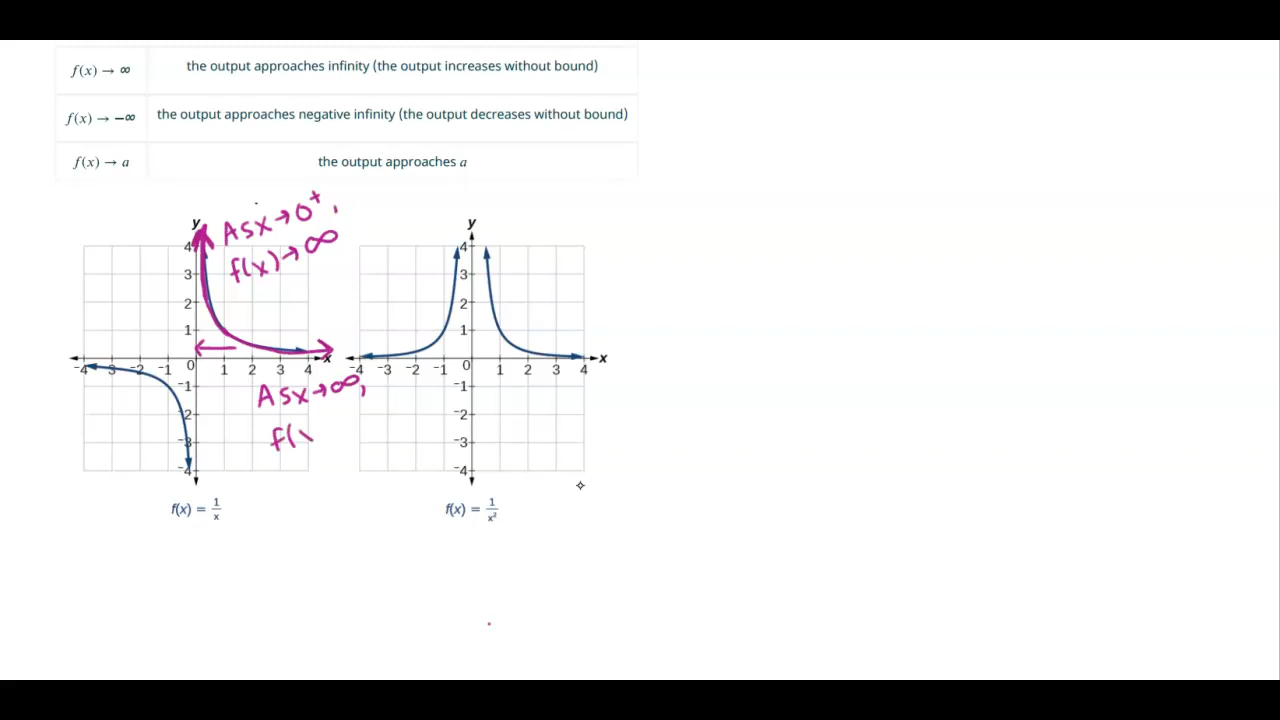 f(x) → ∞ the output approaches infinity (the output increases without bound)
f(x) → −∞ the output approaches negative infinity (the output decreases without bound)
f(x) → a the output approaches a
As x → 0⁺,
f(x) → ∞
y
4
3
2
1
0
-4 -3 -2 -1 1 2 3 4 x
-1
-2
-3
-4
As x → ∞,
f(x
f(x) = 1/x
y
4
3
2
1
0
-4 -3 -2 -1 1 2 3 4 x
-1
-2
-3
-4
f(x) = 1/x²